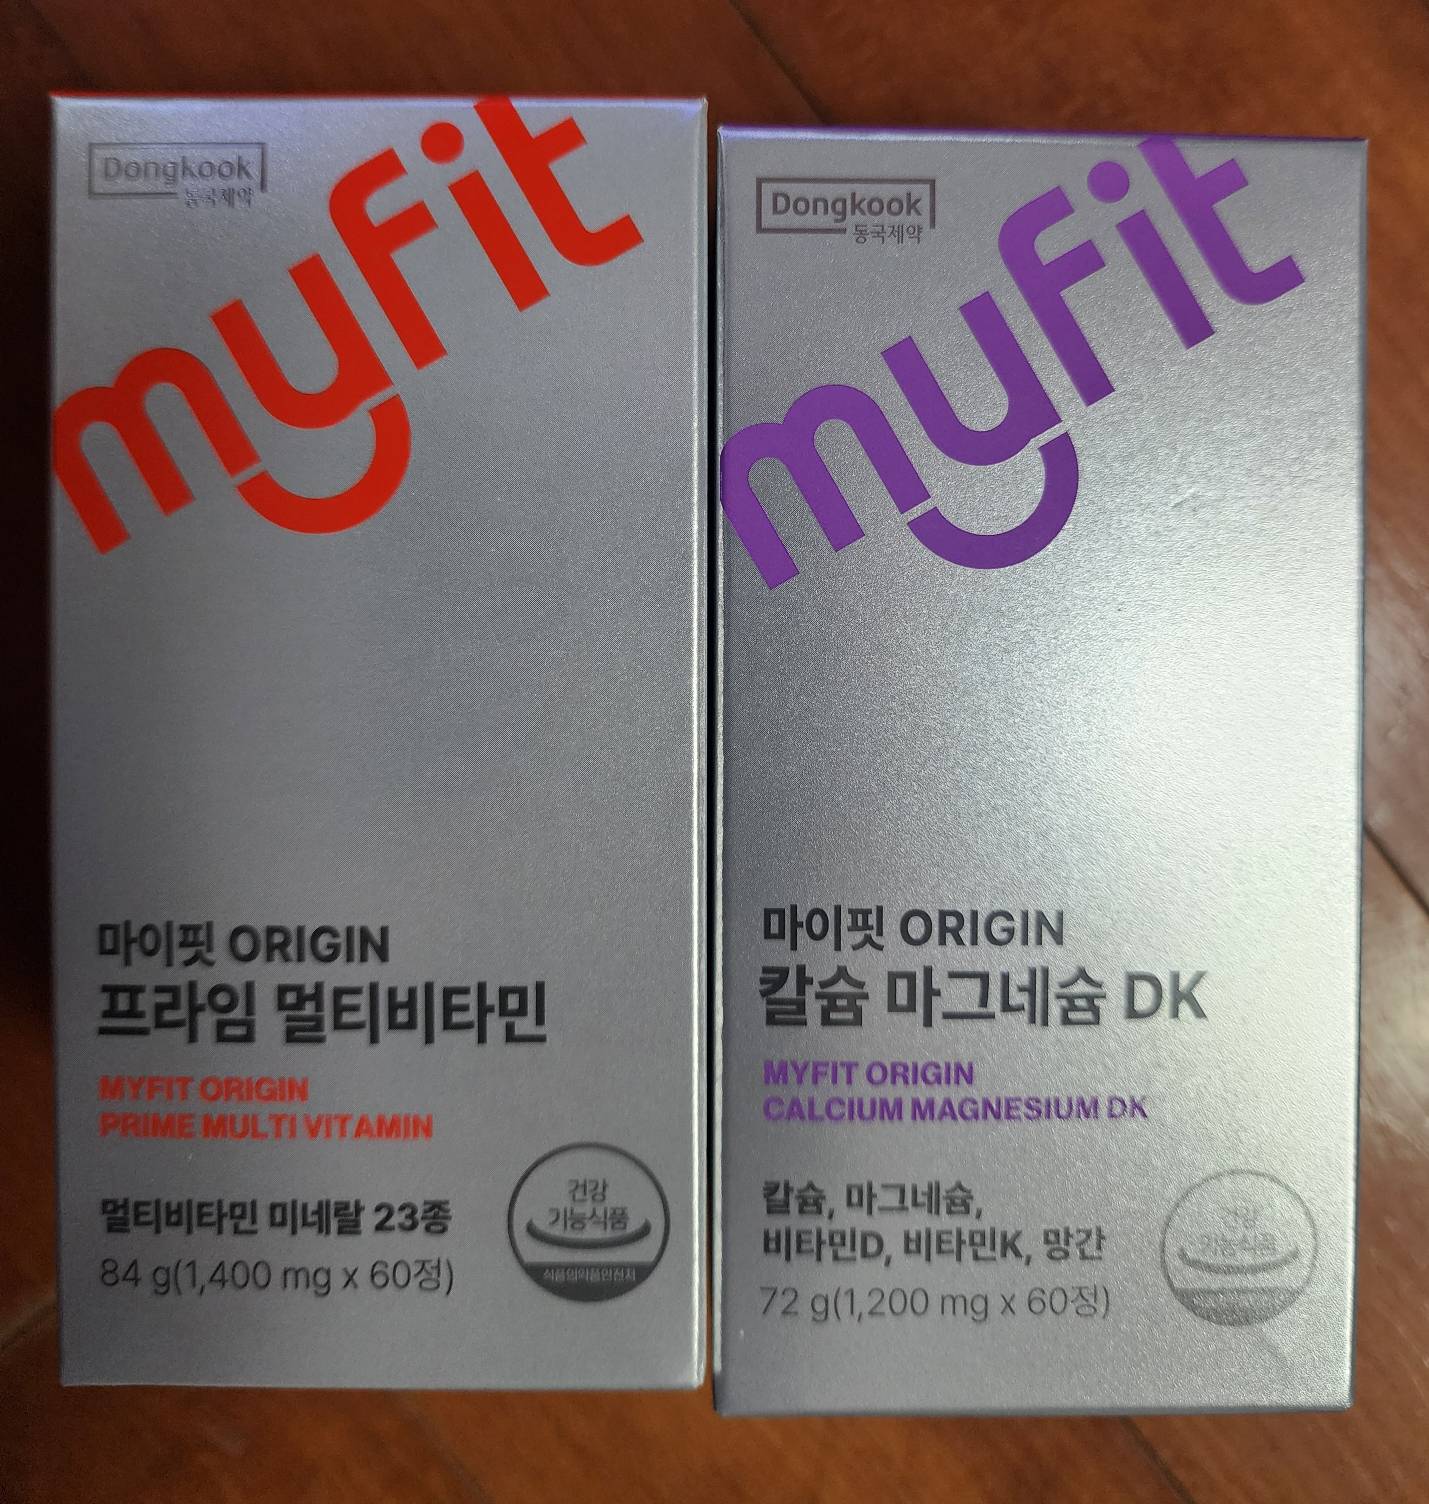 Dongkook
동국제약
myfit
마이핏 ORIGIN
프라임 멀티비타민
MYFIT ORIGIN
PRIME MULTI VITAMIN
멀티비타민 미네랄 23종
84 g(1,400 mg x 60정)
건강
기능식품
식품의약품안전처
Dongkook
동국제약
myfit
마이핏 ORIGIN
칼슘 마그네슘 DK
MYFIT ORIGIN
CALCIUM MAGNESIUM DK
칼슘, 마그네슘,
비타민D, 비타민K, 망간
72 g(1,200 mg x 60정)
건강
기능식품